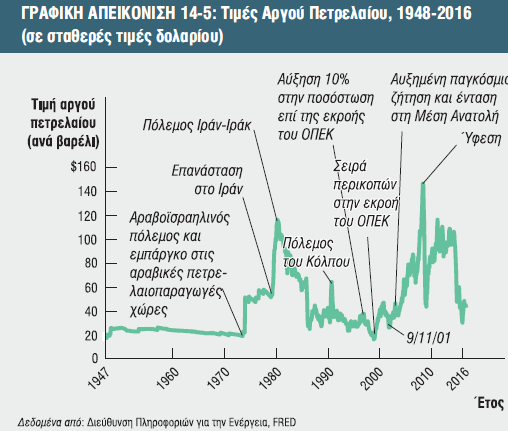 ΓΡΑΦΙΚΗ ΑΠΕΙΚΟΝΙΣΗ 14-5: Τιμές Αργού Πετρελαίου, 1948-2016
(σε σταθερές τιμές δολαρίου)
Τιμή αργού
πετρελαίου
(ανά βαρέλι)
Πόλεμος Ιράν-Ιράκ
Επανάσταση
στο Ιράν
Αραβοϊσραηλινός
πόλεμος και
εμπάργκο στις
αραβικές πετρε-
λαιοπαραγωγές
χώρες
Αύξηση 10%
στην ποσόστωση
επί της εκροής
του ΟΠΕΚ
Πόλεμος
του Κόλπου
Σειρά
περικοπών
στην εκροή
του ΟΠΕΚ
Αυξημένη παγκόσμι
ζήτηση και ένταση
στη Μέση Ανατολή
Ύφεση
9/11/01
$160
140
120
100
80
60
40
20
0
1947
1960
1970
1980
1990
2000
2010
2016
Έτος
Δεδομένα από: Διεύθυνση Πληροφοριών για την Ενέργεια, FRED